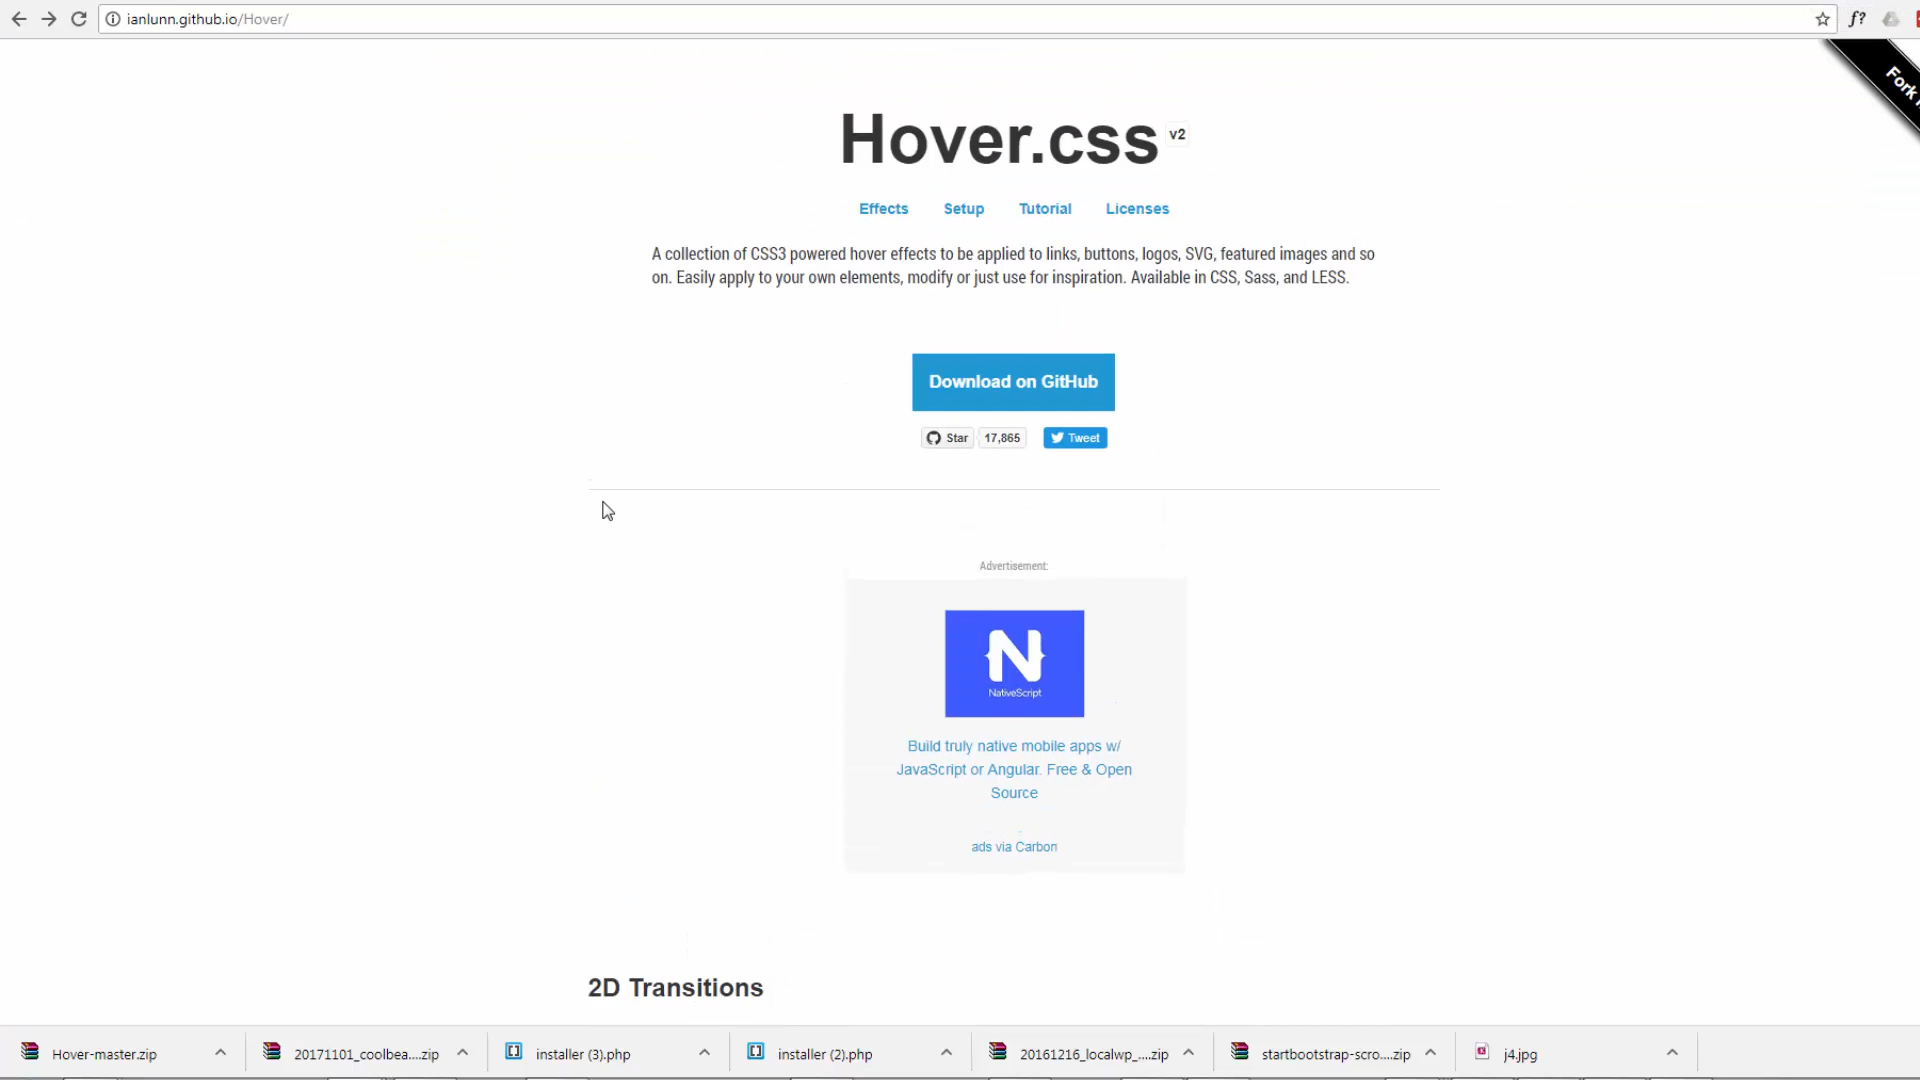 ianlunn.github.io/Hover/
f?
Fork
Hover.css v2
Effects Setup Tutorial Licenses
A collection of CSS3 powered hover effects to be applied to links, buttons, logos, SVG, featured images and so
on. Easily apply to your own elements, modify or just use for inspiration. Available in CSS, Sass, and LESS.
Download on GitHub
Star 17,865 Tweet
Advertisement:
N
NativeScript
Build truly native mobile apps w/
JavaScript or Angular. Free & Open
Source
ads via Carbon
2D Transitions
Hover-master.zip 20171101_coolbea....zip installer (3).php installer (2).php 20161216_localwp_....zip startbootstrap-scro....zip j4.jpg